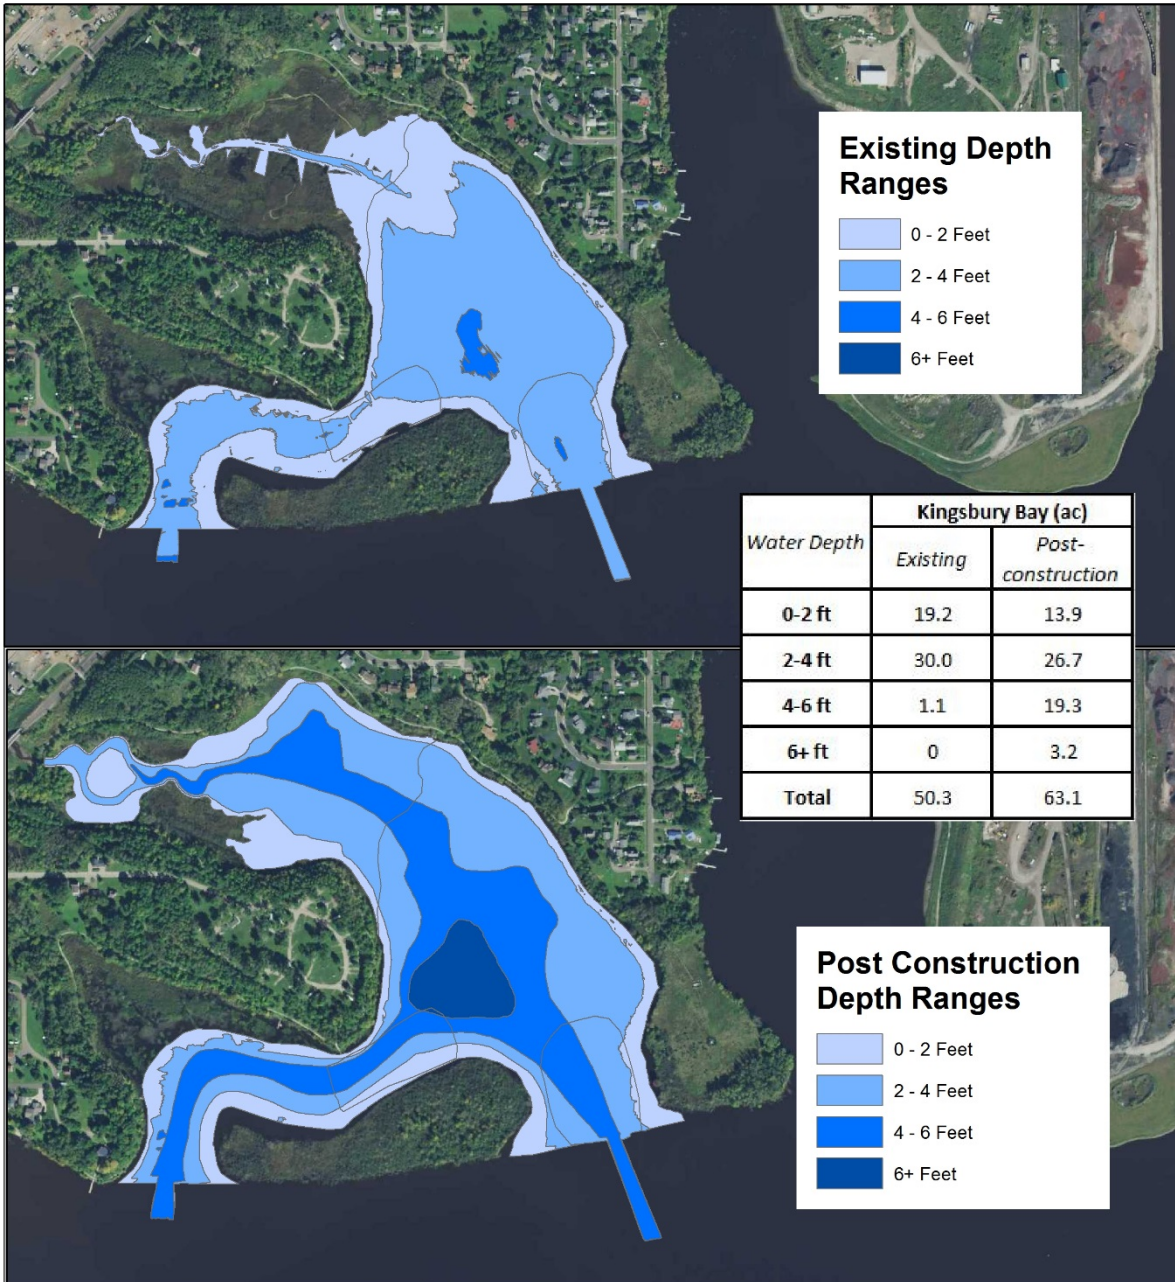 Existing Depth
Ranges
0 - 2 Feet
2 - 4 Feet
4 - 6 Feet
6+ Feet
Kingsbury Bay (ac)
Water Depth
Existing
Post-
construction
0-2 ft
19.2
13.9
2-4 ft
30.0
26.7
4-6 ft
1.1
19.3
6+ ft
0
3.2
Total
50.3
63.1
Post Construction
Depth Ranges
0 - 2 Feet
2 - 4 Feet
4 - 6 Feet
6+ Feet